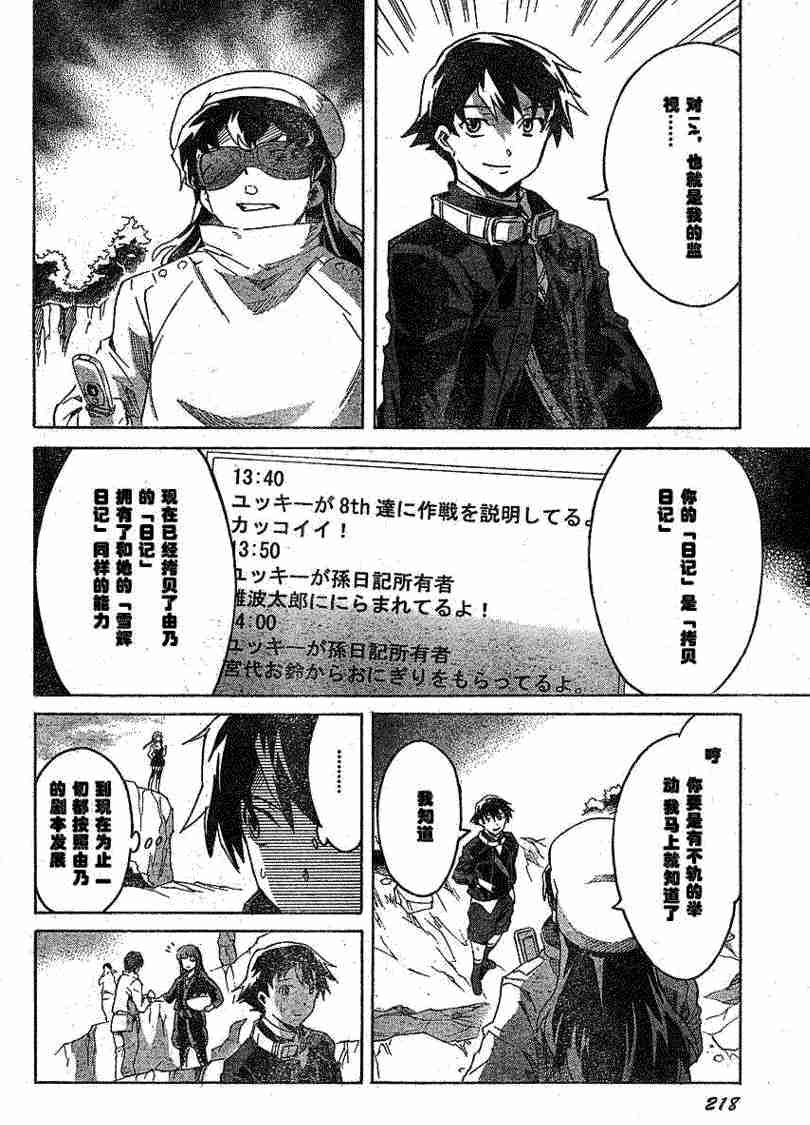 对，也就是我的监
视……
你的「日记」是「拷贝
日记」
13:40
ユッキーが8th達に作戦を説明してる。
カッコイイ！
13:50
ユッキーが孫日記所有者
難波太郎ににらまれてるよ！
14:00
ユッキーが孫日記所有者
宮代お鈴からおにぎりをもらってるよ。
现在已经拷贝了由乃
的「日记」
拥有了和她的「雪辉
日记」同样的能力
哼
你要是有不轨的举
动 我马上就知道了
我知道
………
到现在为止一
切都按照由乃
的剧本发展
218